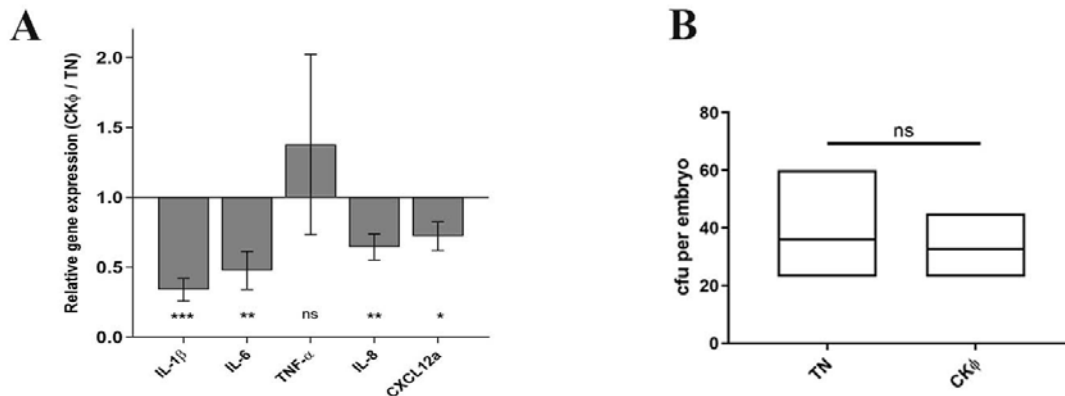 A
Relative gene expression (CKϕ / TN)
2.0
1.5
1.0
0.5
0.0
*** ** ns ** *
IL-1β IL-6 TNF-α IL-8 CXCL12a
B
cfu per embryo
80
60
40
20
0
ns
TN CKϕ